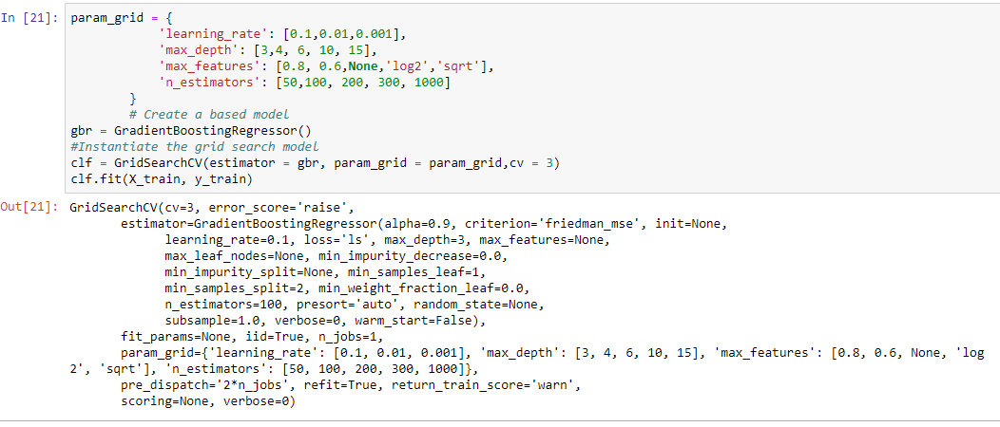 In [21]: param_grid = {
'learning_rate': [0.1,0.01,0.001],
'max_depth': [3,4, 6, 10, 15],
'max_features': [0.8, 0.6,None,'log2','sqrt'],
'n_estimators': [50,100, 200, 300, 1000]
}
# Create a based model
gbr = GradientBoostingRegressor()
#Instantiate the grid search model
clf = GridSearchCV(estimator = gbr, param_grid = param_grid,cv = 3)
clf.fit(X_train, y_train)
Out[21]: GridSearchCV(cv=3, error_score='raise',
estimator=GradientBoostingRegressor(alpha=0.9, criterion='friedman_mse', init=None,
learning_rate=0.1, loss='ls', max_depth=3, max_features=None,
max_leaf_nodes=None, min_impurity_decrease=0.0,
min_impurity_split=None, min_samples_leaf=1,
min_samples_split=2, min_weight_fraction_leaf=0.0,
n_estimators=100, presort='auto', random_state=None,
subsample=1.0, verbose=0, warm_start=False),
fit_params=None, iid=True, n_jobs=1,
param_grid={'learning_rate': [0.1, 0.01, 0.001], 'max_depth': [3, 4, 6, 10, 15], 'max_features': [0.8, 0.6, None, 'log
2', 'sqrt'], 'n_estimators': [50, 100, 200, 300, 1000]},
pre_dispatch='2*n_jobs', refit=True, return_train_score='warn',
scoring=None, verbose=0)